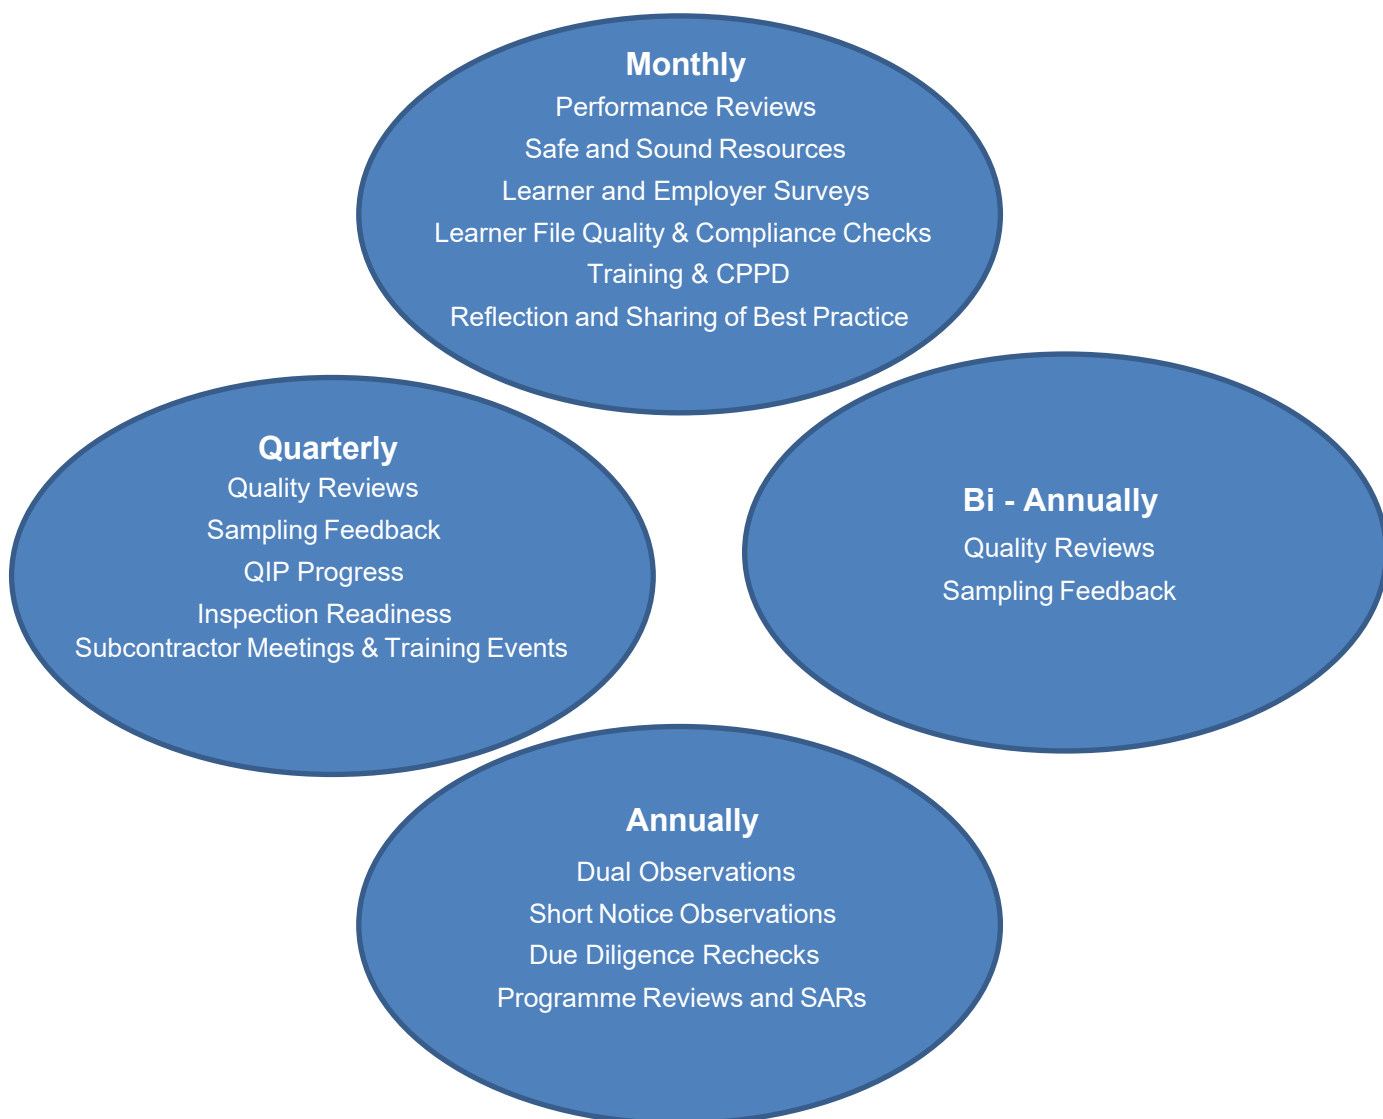 Monthly
Performance Reviews
Safe and Sound Resources
Learner and Employer Surveys
Learner File Quality & Compliance Checks
Training & CPPD
Reflection and Sharing of Best Practice
Quarterly
Quality Reviews
Sampling Feedback
QIP Progress
Inspection Readiness
Subcontractor Meetings & Training Events
Bi - Annually
Quality Reviews
Sampling Feedback
Annually
Dual Observations
Short Notice Observations
Due Diligence Rechecks
Programme Reviews and SARs